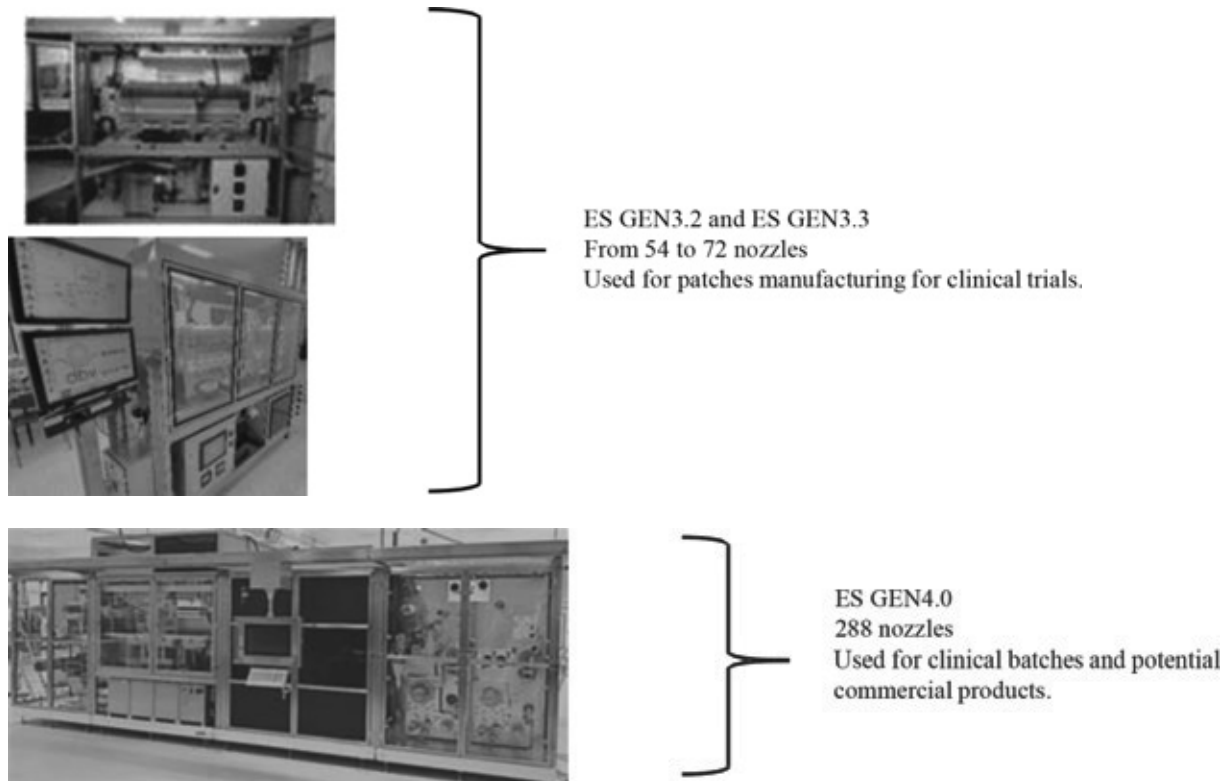 ES GEN3.2 and ES GEN3.3
From 54 to 72 nozzles
Used for patches manufacturing for clinical trials.
dbv
ES GEN4.0
288 nozzles
Used for clinical batches and potential
commercial products.